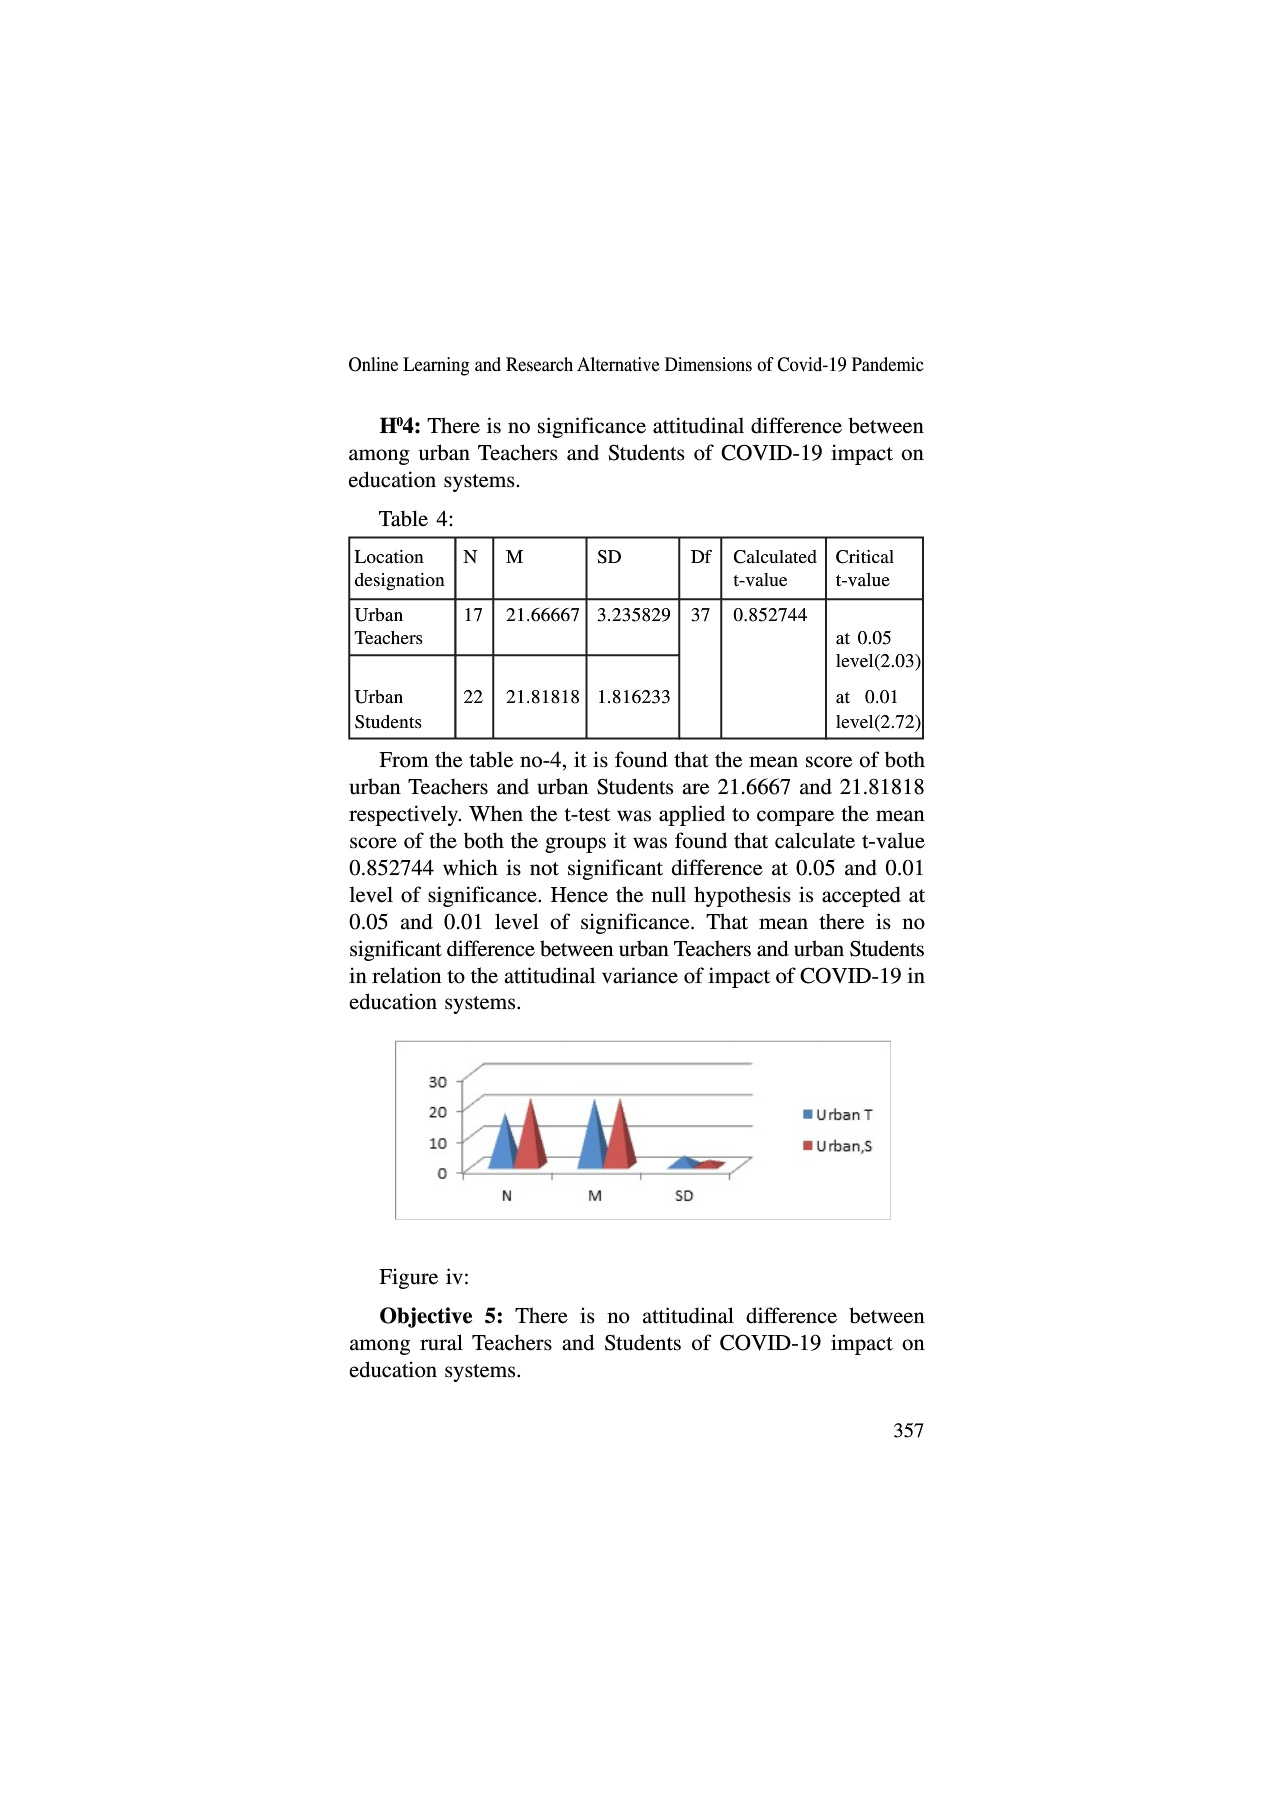 Online Learning and Research Alternative Dimensions of Covid-19 Pandemic
H⁰4: There is no significance attitudinal difference between
among urban Teachers and Students of COVID-19 impact on
education systems.
Table 4:
Location designation N M SD Df Calculated t-value Critical t-value
Urban Teachers 17 21.66667 3.235829 37 0.852744 at 0.05 level(2.03)
Urban Students 22 21.81818 1.816233 at 0.01 level(2.72)
From the table no-4, it is found that the mean score of both
urban Teachers and urban Students are 21.6667 and 21.81818
respectively. When the t-test was applied to compare the mean
score of the both the groups it was found that calculate t-value
0.852744 which is not significant difference at 0.05 and 0.01
level of significance. Hence the null hypothesis is accepted at
0.05 and 0.01 level of significance. That mean there is no
significant difference between urban Teachers and urban Students
in relation to the attitudinal variance of impact of COVID-19 in
education systems.
30
20
10
0
N M SD
Urban T
Urban,S
Figure iv:
Objective 5: There is no attitudinal difference between
among rural Teachers and Students of COVID-19 impact on
education systems.
357